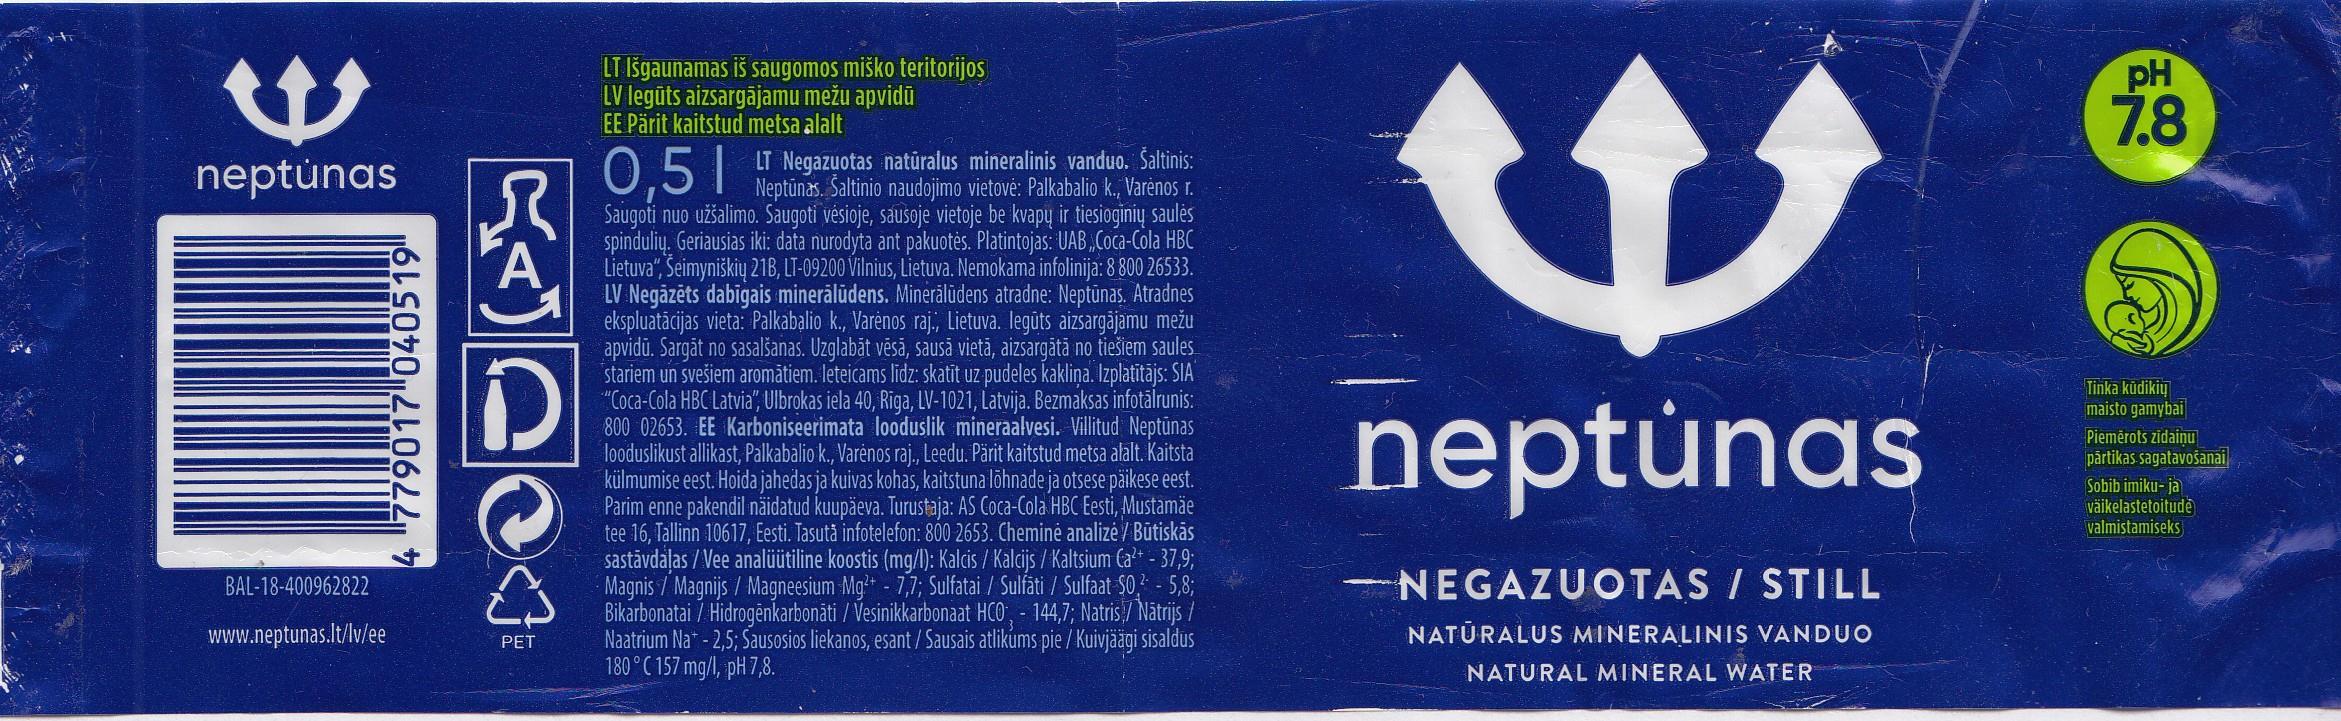 neptūnas
4 779017 040519
BAL-18-400962822
www.neptunas.lt/lv/ee
A
PET
LT Išgaunamas iš saugomos miško teritorijos
LV Iegūts aizsargājamu mežu apvidū
EE Pärit kaitstud metsa alalt
0,5 l
LT Negazuotas natūralus mineralinis vanduo. Šaltinis:
Neptūnas. Šaltinio naudojimo vietovė: Palkabalio k., Varėnos r.
Saugoti nuo užšalimo. Saugoti vėsioje, sausoje vietoje be kvapų ir tiesioginių saulės
spindulių. Geriausias iki: data nurodyta ant pakuotės. Platintojas: UAB „Coca-Cola HBC
Lietuva“, Šeimyniškių 21B, LT-09200 Vilnius, Lietuva. Nemokama infolinija: 8 800 26533.
LV Negāzēts dabīgais minerālūdens. Minerālūdens atradne: Neptūnas. Atradnes
ekspluatācijas vieta: Palkabalio k., Varėnos raj., Lietuva. Iegūts aizsargājamu mežu
apvidū. Sargāt no sasalšanas. Uzglabāt vēsā, sausā vietā, aizsargātā no tiešiem saules
stariem un svešiem aromātiem. Ieteicams līdz: skatīt uz pudeles kakliņa. Izplatītājs: SIA
“Coca-Cola HBC Latvia”, Ulbrokas iela 40, Rīga, LV-1021, Latvija. Bezmaksas infotālrunis:
800 02653. EE Karboniseerimata looduslik mineraalvesi. Villitud Neptūnas
looduslikust allikast, Palkabalio k., Varėnos raj., Leedu. Pärit kaitstud metsa alalt. Kaitsta
külmumise eest. Hoida jahedas ja kuivas kohas, kaitstuna lõhnade ja otsese päikese eest.
Parim enne pakendil näidatud kuupäeva. Turustaja: AS Coca-Cola HBC Eesti, Mustamäe
tee 16, Tallinn 10617, Eesti. Tasuta infotelefon: 800 2653. Cheminė analizė / Būtiskās
sastāvdaļas / Vee analüütiline koostis (mg/l): Kalcis / Kalcijs / Kaltsium Ca²⁺ - 37,9;
Magnis / Magnijs / Magneesium Mg²⁺ - 7,7; Sulfatai / Sulfāti / Sulfaat SO₄²⁻ - 5,8;
Bikarbonatai / Hidrogēnkarbonāti / Vesinikkarbonaat HCO₃⁻ - 144,7; Natris / Nātrijs /
Naatrium Na⁺ - 2,5; Sausosios liekanos, esant / Sausais atlikums pie / Kuivjäägi sisaldus
180 °C 157 mg/l, pH 7,8.
neptūnas
NEGAZUOTAS / STILL
NATŪRALUS MINERALINIS VANDUO
NATURAL MINERAL WATER
pH
7.8
Tinka kūdikių
maisto gamybai
Piemērots zīdaiņu
pārtikas sagatavošanai
Sobib imiku- ja
väikelastetoitude
valmistamiseks